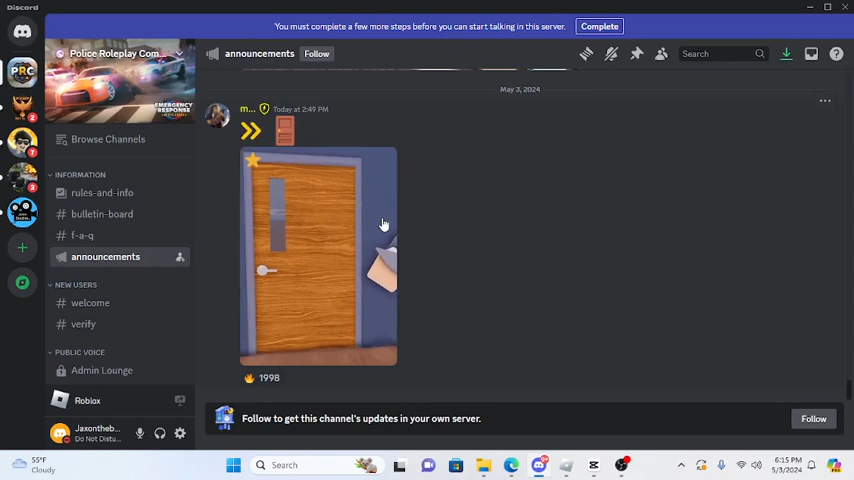 Discord
You must complete a few more steps before you can start talking in this server.
Complete
Police Roleplay Com...
EMERGENCY RESPONSE
announcements
Follow
Search
PRC
Browse Channels
INFORMATION
rules-and-info
bulletin-board
f-a-q
announcements
NEW USERS
welcome
verify
PUBLIC VOICE
Admin Lounge
Roblox
Jaxontheb...
Do Not Distu...
2
7
3
May 3, 2024
m...
Today at 2:49 PM
1998
Follow to get this channel's updates in your own server.
Follow
55°F
Cloudy
Search
6:15 PM
5/3/2024